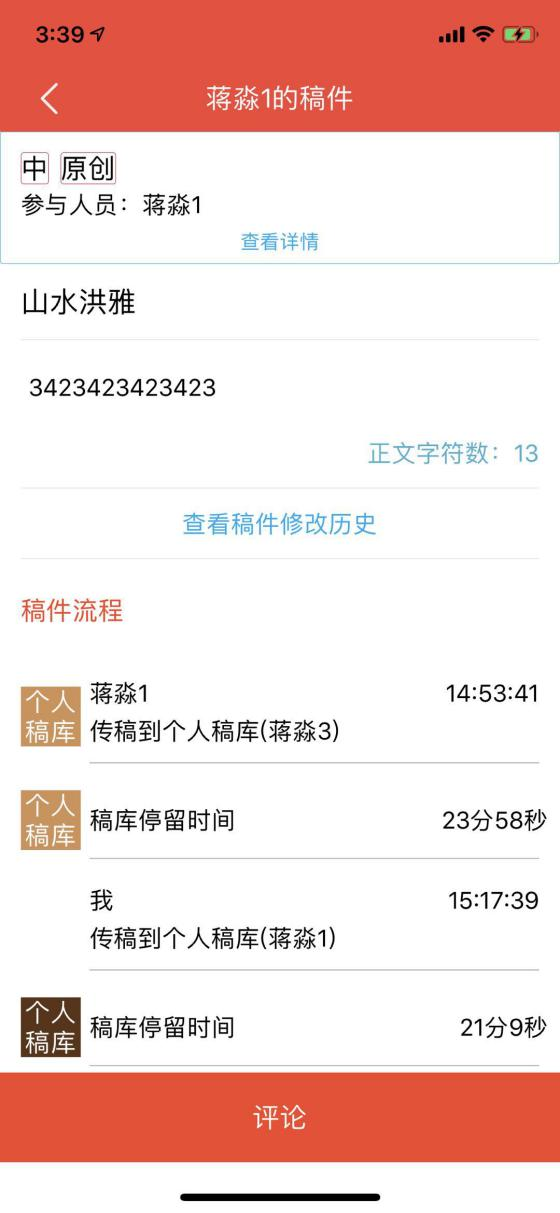 3:39
蒋淼1的稿件
中 原创
参与人员：蒋淼1
查看详情
山水洪雅
3423423423423
正文字符数：13
查看稿件修改历史
稿件流程
个人
稿库
蒋淼1 14:53:41
传稿到个人稿库(蒋淼3)
个人
稿库
稿库停留时间 23分58秒
我 15:17:39
传稿到个人稿库(蒋淼1)
个人
稿库
稿库停留时间 21分9秒
评论